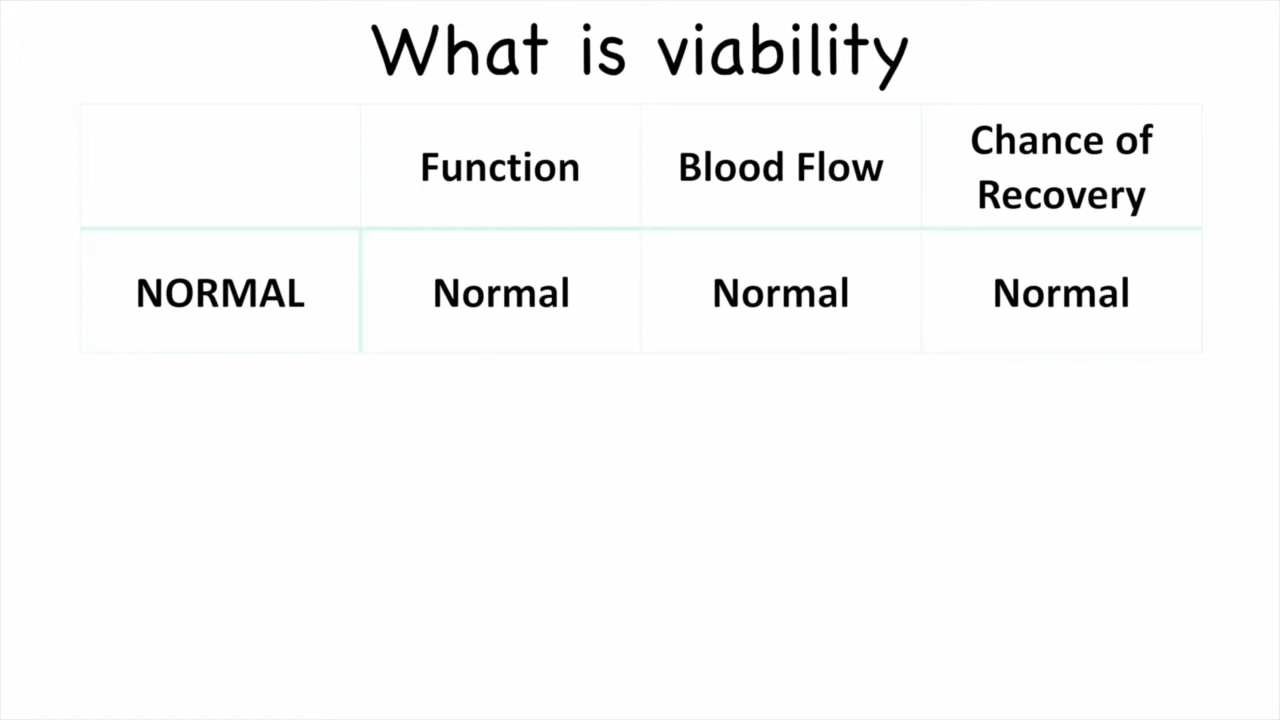 What is viability
Function Blood Flow Chance of
Recovery
NORMAL Normal Normal Normal